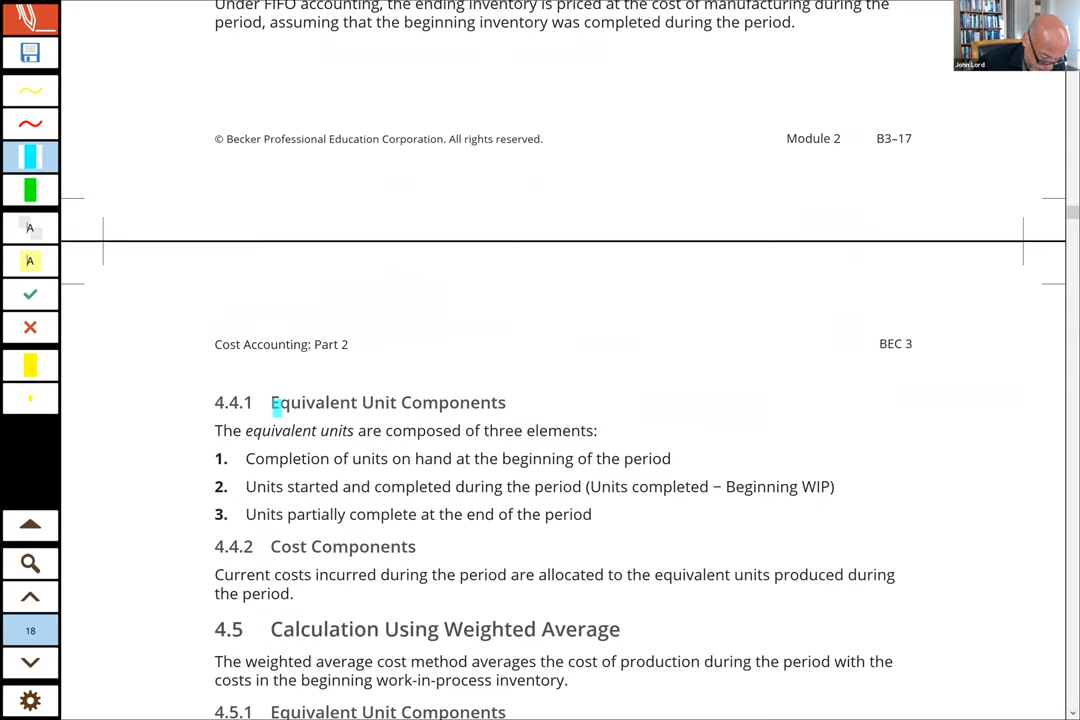 Under FIFO accounting, the ending inventory is priced at the cost of manufacturing during the
period, assuming that the beginning inventory was completed during the period.
John Lord
© Becker Professional Education Corporation. All rights reserved. Module 2 B3–17
A
A
Cost Accounting: Part 2 BEC 3
4.4.1 Equivalent Unit Components
The equivalent units are composed of three elements:
1. Completion of units on hand at the beginning of the period
2. Units started and completed during the period (Units completed − Beginning WIP)
3. Units partially complete at the end of the period
4.4.2 Cost Components
Current costs incurred during the period are allocated to the equivalent units produced during
the period.
4.5 Calculation Using Weighted Average
18
The weighted average cost method averages the cost of production during the period with the
costs in the beginning work-in-process inventory.
4.5.1 Equivalent Unit Components